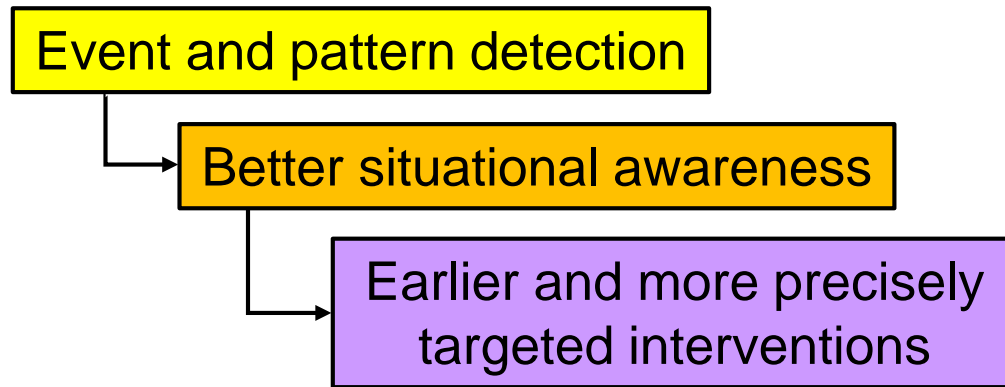 Event and pattern detection
Better situational awareness
Earlier and more precisely
targeted interventions